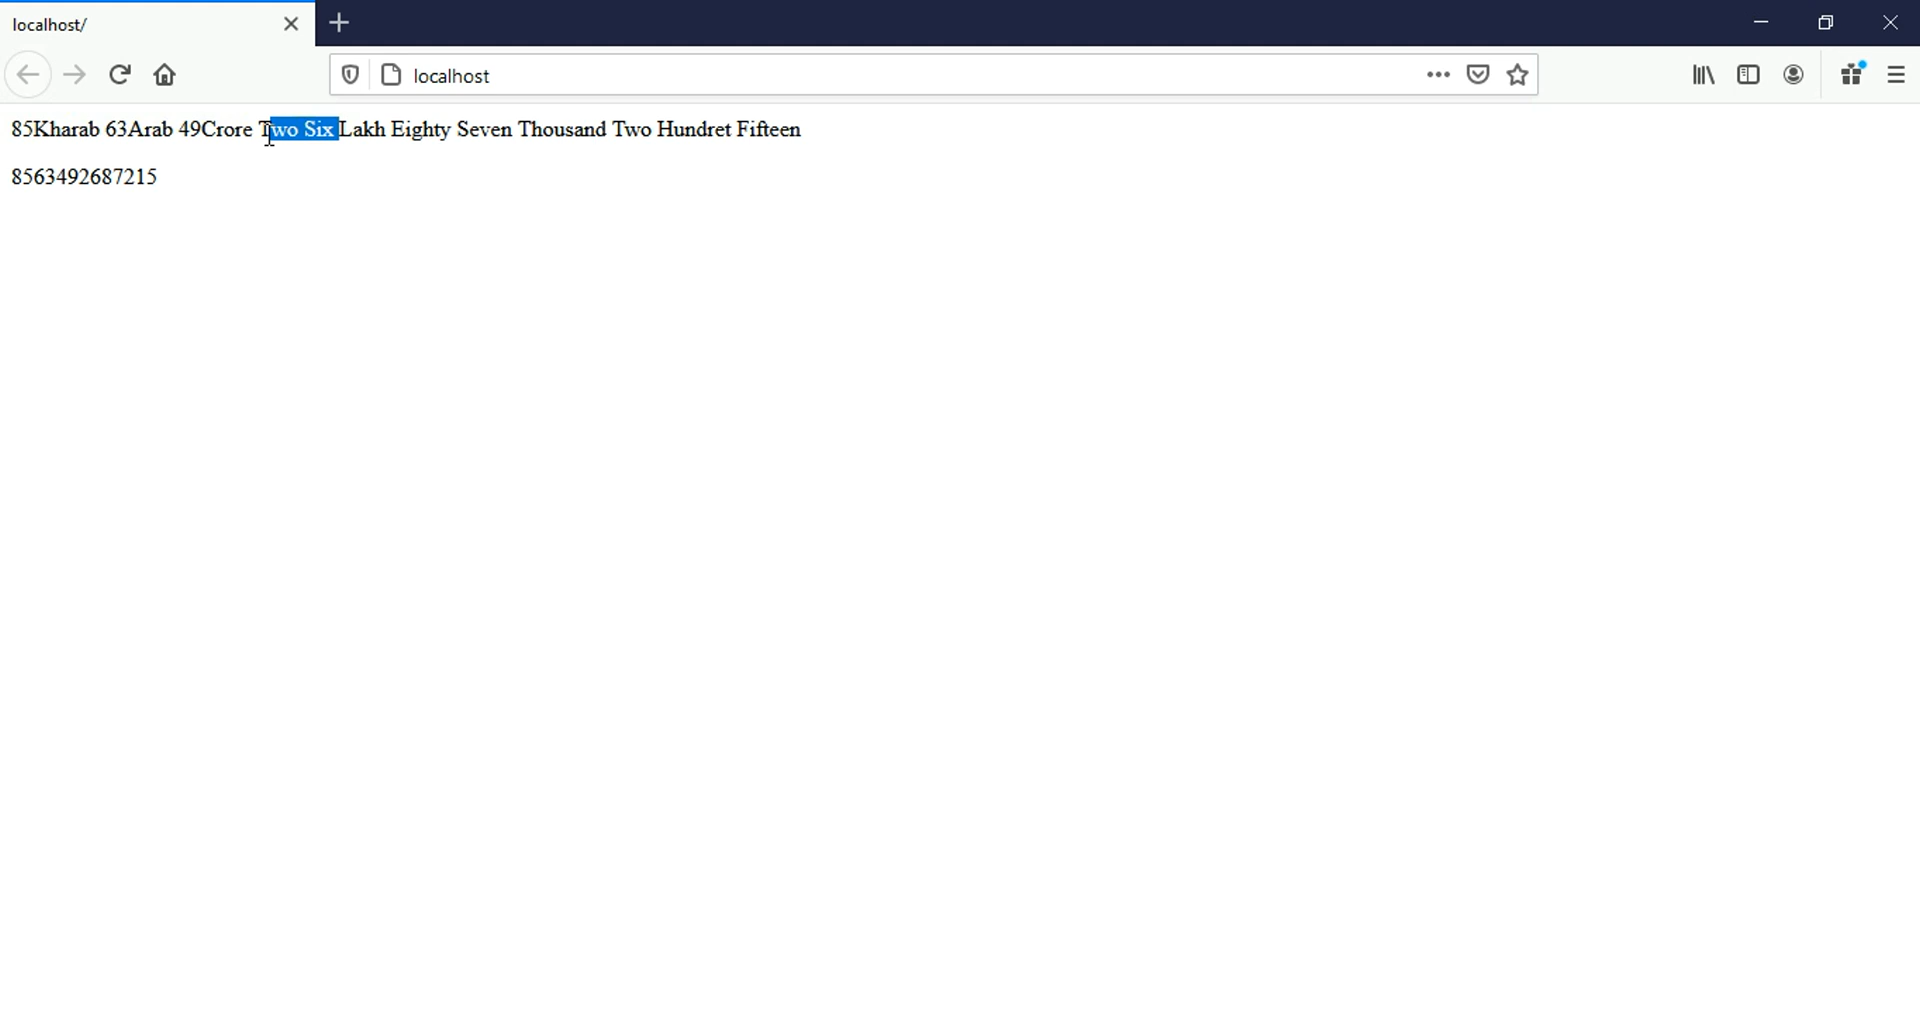 localhost/
localhost
85Kharab 63Arab 49Crore Two Six Lakh Eighty Seven Thousand Two Hundret Fifteen
8563492687215